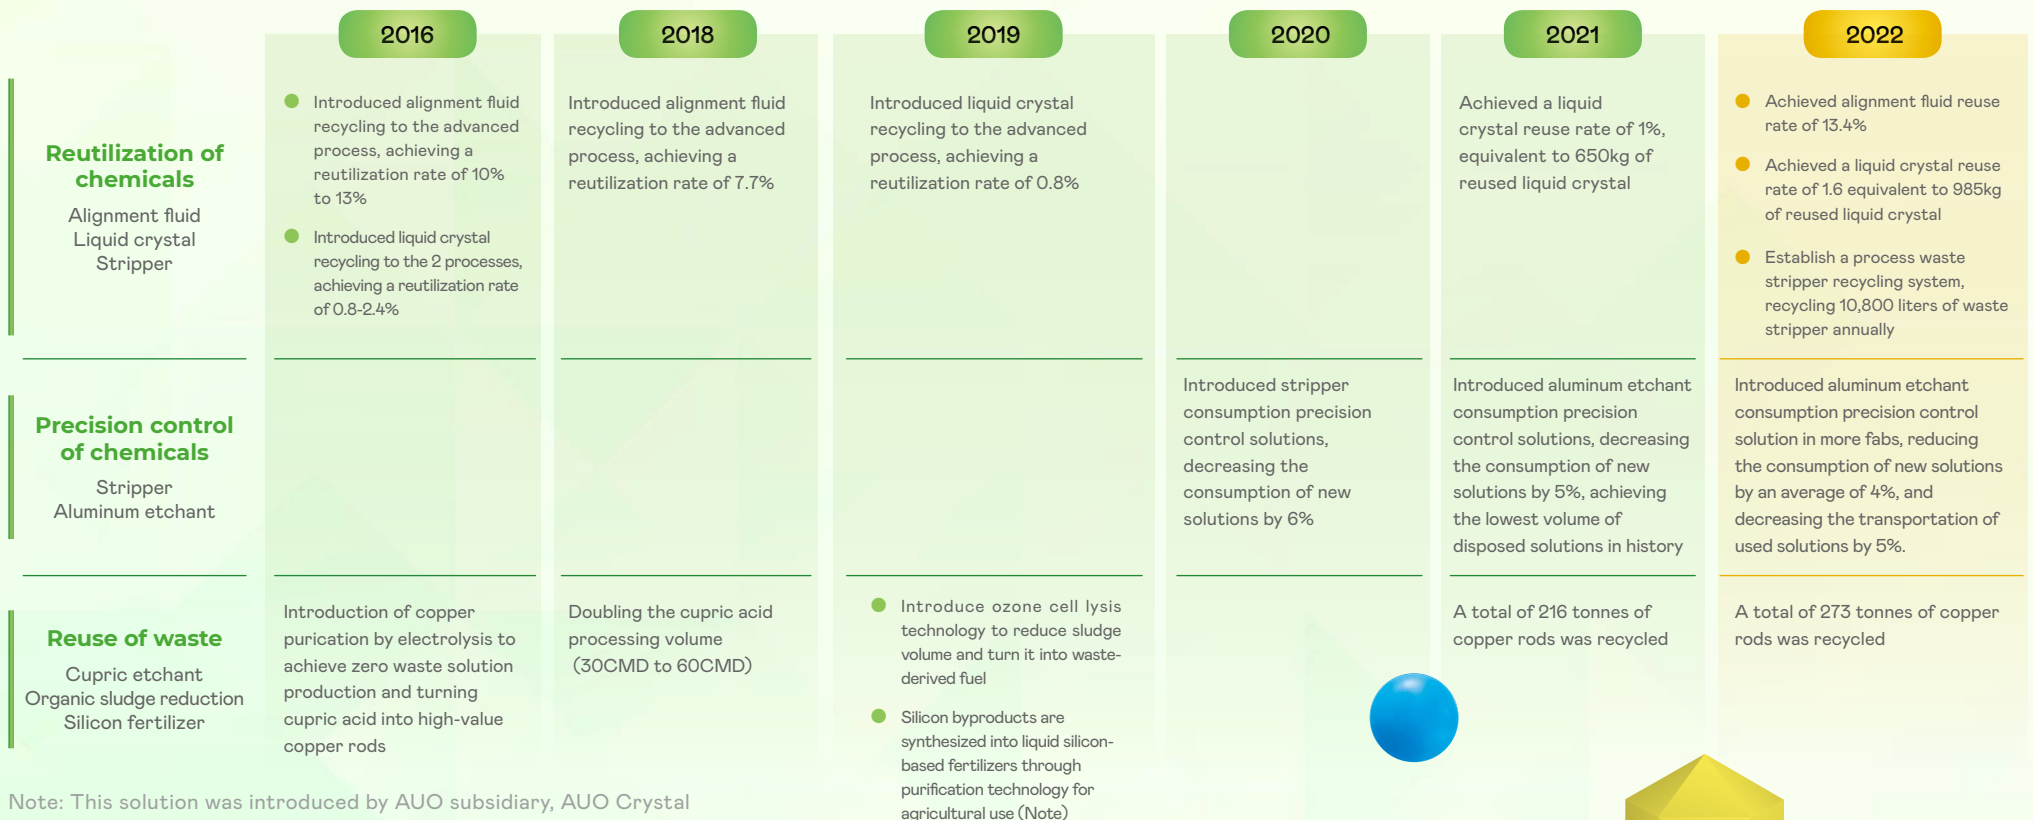 2016
2018
2019
2020
2021
2022
Reutilization of
chemicals
Alignment fluid
Liquid crystal
Stripper
Introduced alignment fluid
recycling to the advanced
process, achieving a
reutilization rate of 10%
to 13%
Introduced liquid crystal
recycling to the 2 processes,
achieving a reutilization rate
of 0.8-2.4%
Introduced alignment fluid
recycling to the advanced
process, achieving a
reutilization rate of 7.7%
Introduced liquid crystal
recycling to the advanced
process, achieving a
reutilization rate of 0.8%
Achieved a liquid
crystal reuse rate of 1%,
equivalent to 650kg of
reused liquid crystal
Achieved alignment fluid reuse
rate of 13.4%
Achieved a liquid crystal reuse
rate of 1.6 equivalent to 985kg
of reused liquid crystal
Establish a process waste
stripper recycling system,
recycling 10,800 liters of waste
stripper annually
Precision control
of chemicals
Stripper
Aluminum etchant
Introduced stripper
consumption precision
control solutions,
decreasing the
consumption of new
solutions by 6%
Introduced aluminum etchant
consumption precision
control solutions, decreasing
the consumption of new
solutions by 5%, achieving
the lowest volume of
disposed solutions in history
Introduced aluminum etchant
consumption precision control
solution in more fabs, reducing
the consumption of new solutions
by an average of 4%, and
decreasing the transportation of
used solutions by 5%.
Reuse of waste
Cupric etchant
Organic sludge reduction
Silicon fertilizer
Introduction of copper
purication by electrolysis to
achieve zero waste solution
production and turning
cupric acid into high-value
copper rods
Doubling the cupric acid
processing volume
(30CMD to 60CMD)
Introduce ozone cell lysis
technology to reduce sludge
volume and turn it into waste-
derived fuel
Silicon byproducts are
synthesized into liquid silicon-
based fertilizers through
purification technology for
agricultural use (Note)
A total of 216 tonnes of
copper rods was recycled
A total of 273 tonnes of copper
rods was recycled
Note: This solution was introduced by AUO subsidiary, AUO Crystal